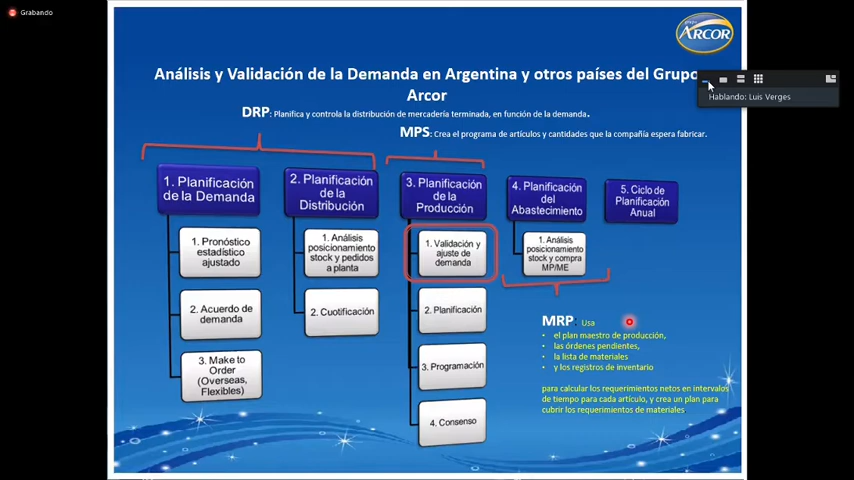 Grabando
grupo
ARCOR
Análisis y Validación de la Demanda en Argentina y otros países del Grupo
Arcor
Hablando: Luis Verges
DRP: Planifica y controla la distribución de mercadería terminada, en función de la demanda.
MPS: Crea el programa de artículos y cantidades que la compañía espera fabricar.
1. Planificación
de la Demanda
1. Pronóstico
estadístico
ajustado
2. Acuerdo de
demanda
3. Make to
Order
(Overseas,
Flexibles)
2. Planificación
de la
Distribución
1. Análisis
posicionamiento
stock y pedidos
a planta
2. Cuotificación
3. Planificación
de la
Producción
1. Validación y
ajuste de
demanda
2. Planificación
3. Programación
4. Consenso
4. Planificación
del
Abastecimiento
1. Análisis
posicionamiento
stock y compra
MP/ME
5. Ciclo de
Planificación
Anual
MRP: Usa
• el plan maestro de producción,
• las órdenes pendientes,
• la lista de materiales
• y los registros de inventario
para calcular los requerimientos netos en intervalos
de tiempo para cada artículo, y crea un plan para
cubrir los requerimientos de materiales.